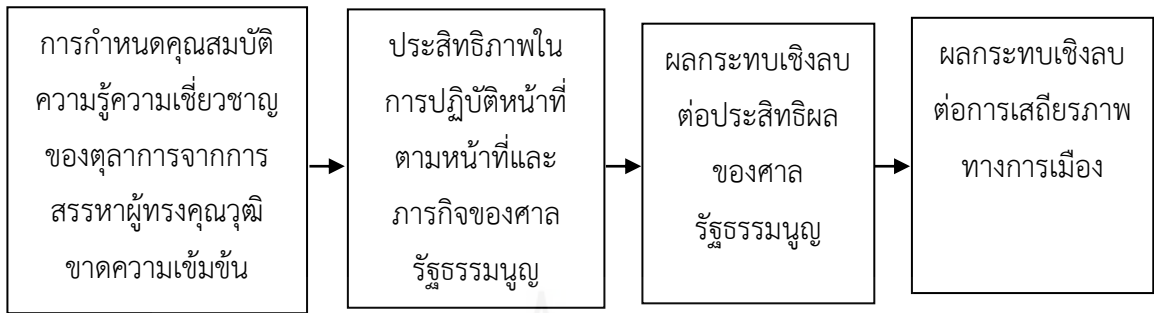 การกำหนดคุณสมบัติ
ความรู้ความเชี่ยวชาญ
ของตุลาการจากการ
สรรหาผู้ทรงคุณวุฒิ
ขาดความเข้มข้น
ประสิทธิภาพใน
การปฏิบัติหน้าที่
ตามหน้าที่และ
ภารกิจของศาล
รัฐธรรมนูญ
ผลกระทบเชิงลบ
ต่อประสิทธิผล
ของศาล
รัฐธรรมนูญ
ผลกระทบเชิงลบ
ต่อการเสถียรภาพ
ทางการเมือง